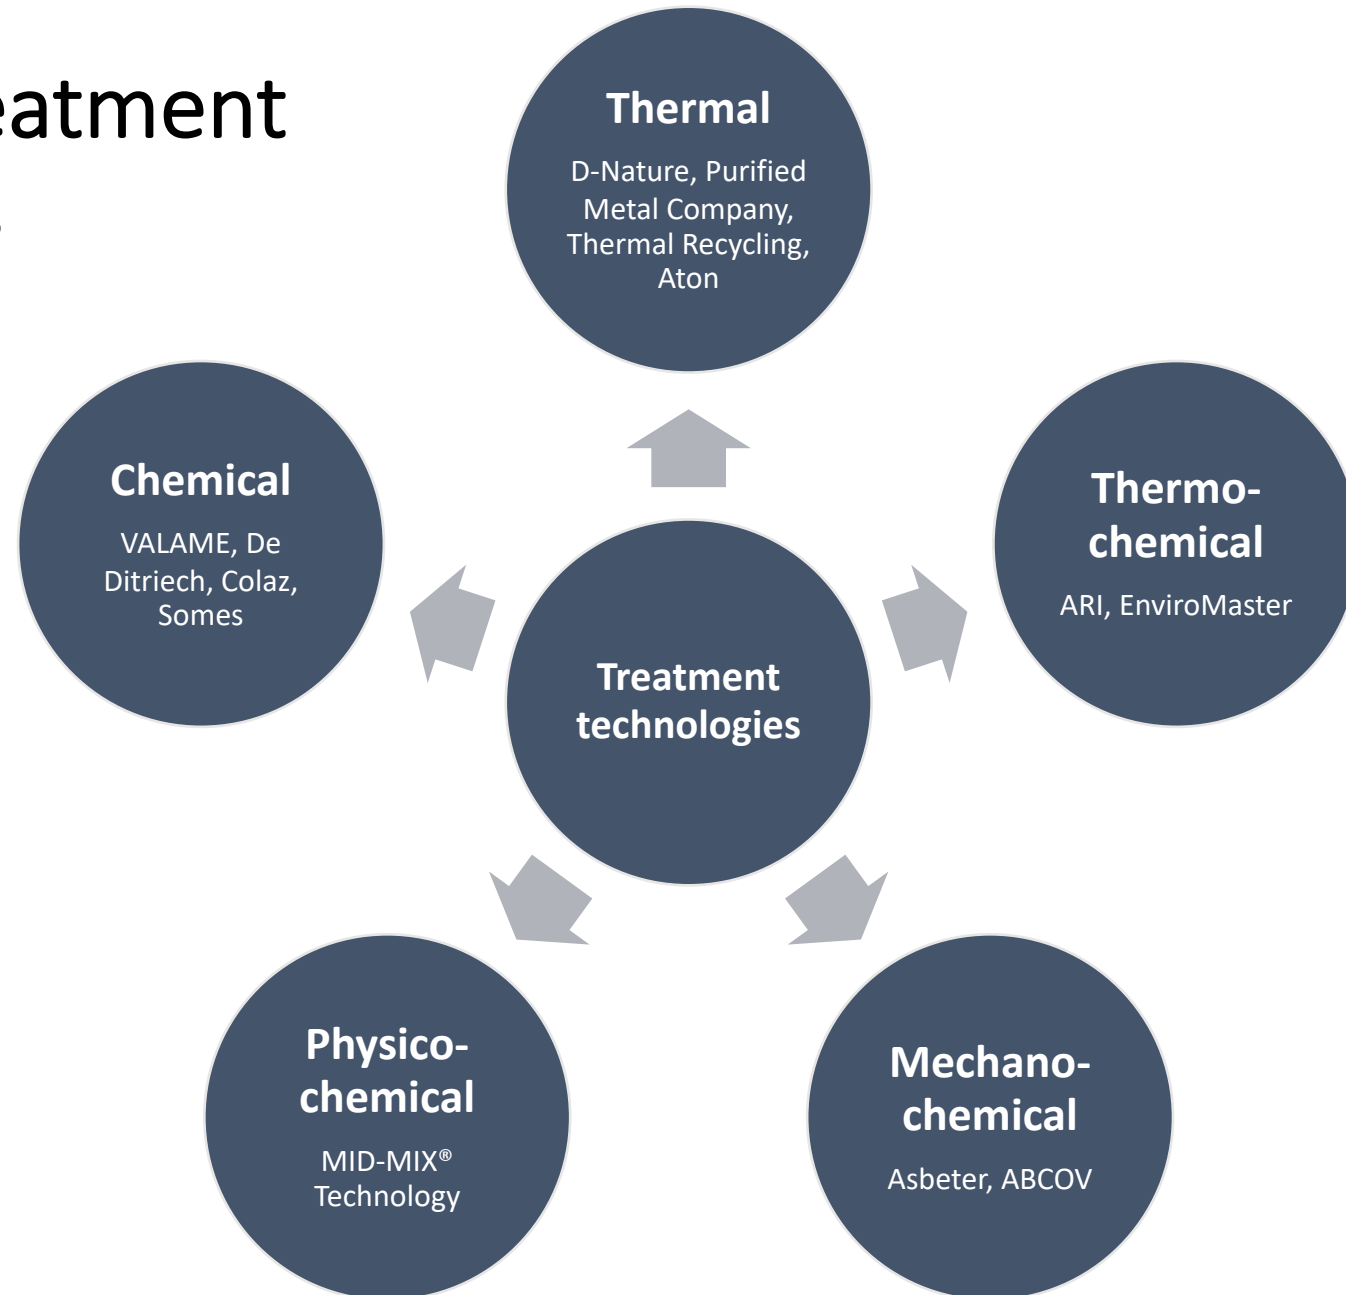 eatment
Thermal
D-Nature, Purified
Metal Company,
Thermal Recycling,
Aton
Chemical
VALAME, De
Ditriech, Colaz,
Somes
Thermo-
chemical
ARI, EnviroMaster
Treatment
technologies
Physico-
chemical
MID-MIX®
Technology
Mechano-
chemical
Asbeter, ABCOV